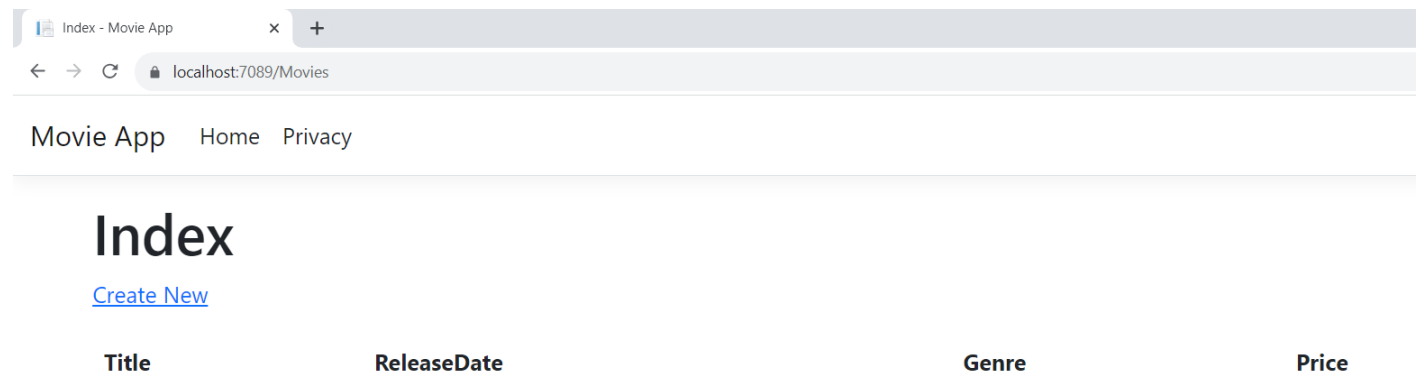 Index - Movie App
localhost:7089/Movies
Movie App Home Privacy
Index
Create New
Title ReleaseDate Genre Price